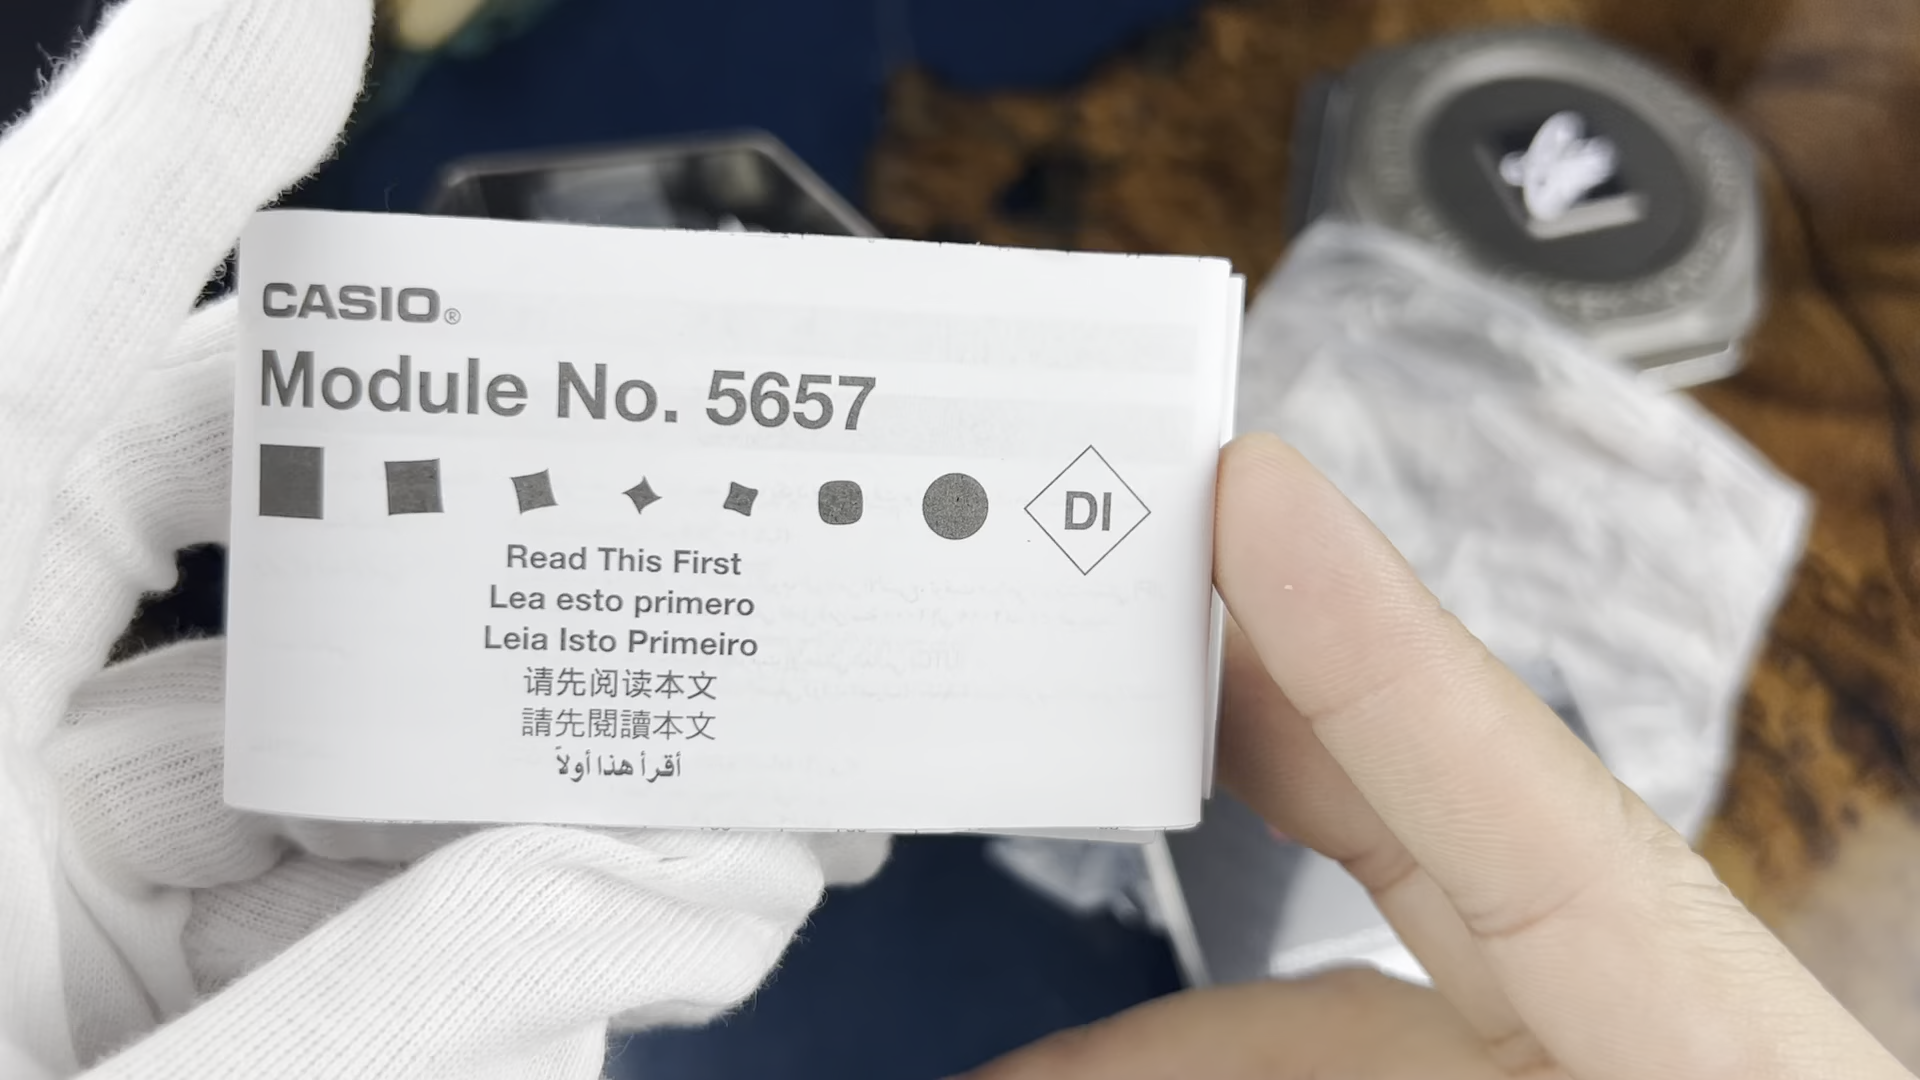 CASIO®
Module No. 5657
DI
Read This First
Lea esto primero
Leia Isto Primeiro
请先阅读本文
請先閱讀本文
أقرأ هذا أولاً